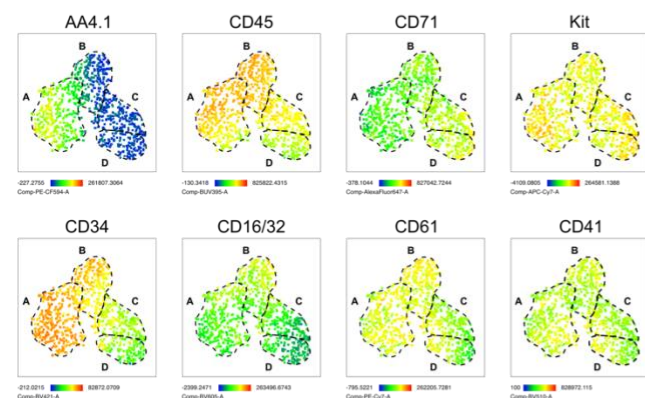 AA4.1 CD45 CD71 Kit
B B B B
A C A C A C A C
D D D D
-227.2755 261807.3064 -130.3418 825822.4315 -378.1044 827642.7244 -4109.0805 264581.1388
Comp-PE-CF594-A Comp-BUV395-A Comp-AlexaFluor647-A Comp-APC-Cy7-A
CD34 CD16/32 CD61 CD41
B B B B
A C A C A C A C
D D D D
-212.0215 82872.0709 -2399.2471 263496.6743 -795.5221 262205.7281 100 828972.115
Comp-BV421-A Comp-BV605-A Comp-PE-Cy7-A Comp-BV510-A